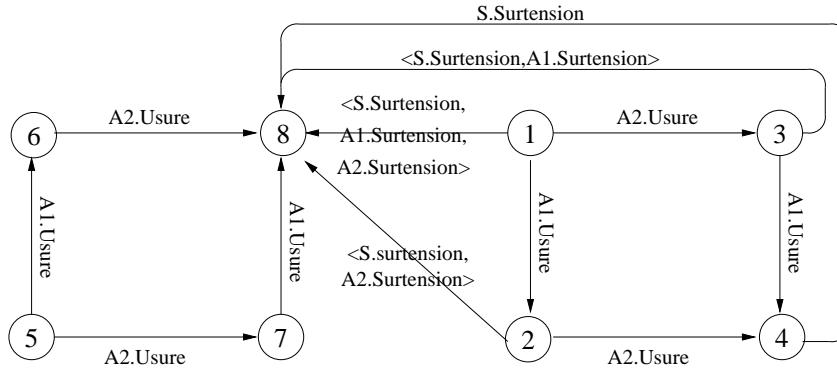 S.Surtension
<S.Surtension,A1.Surtension>
<S.Surtension,
A1.Surtension,
A2.Surtension>
6
A2.Usure
8
1
A2.Usure
3
A1.Usure
A1.Usure
A1.Usure
A1.Usure
<S.surtension,
A2.Surtension>
5
A2.Usure
7
2
A2.Usure
4